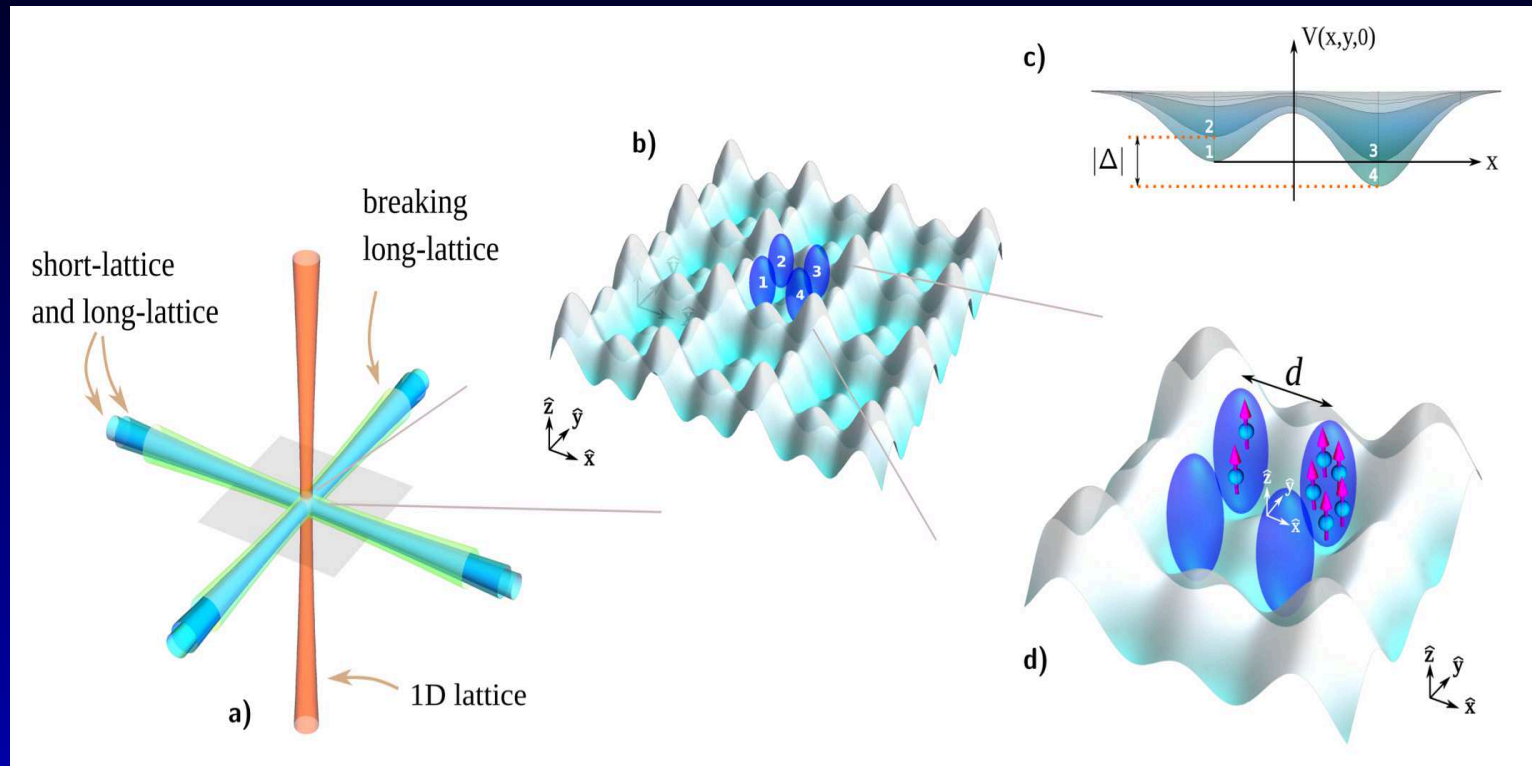 short-lattice
and long-lattice
breaking
long-lattice
1D lattice
a)
b)
1
2
3
4
ẑ
ŷ
x̂
c)
V(x,y,0)
2
1
3
4
|Δ|
x
d
ẑ
ŷ
x̂
d)
ẑ
ŷ
x̂